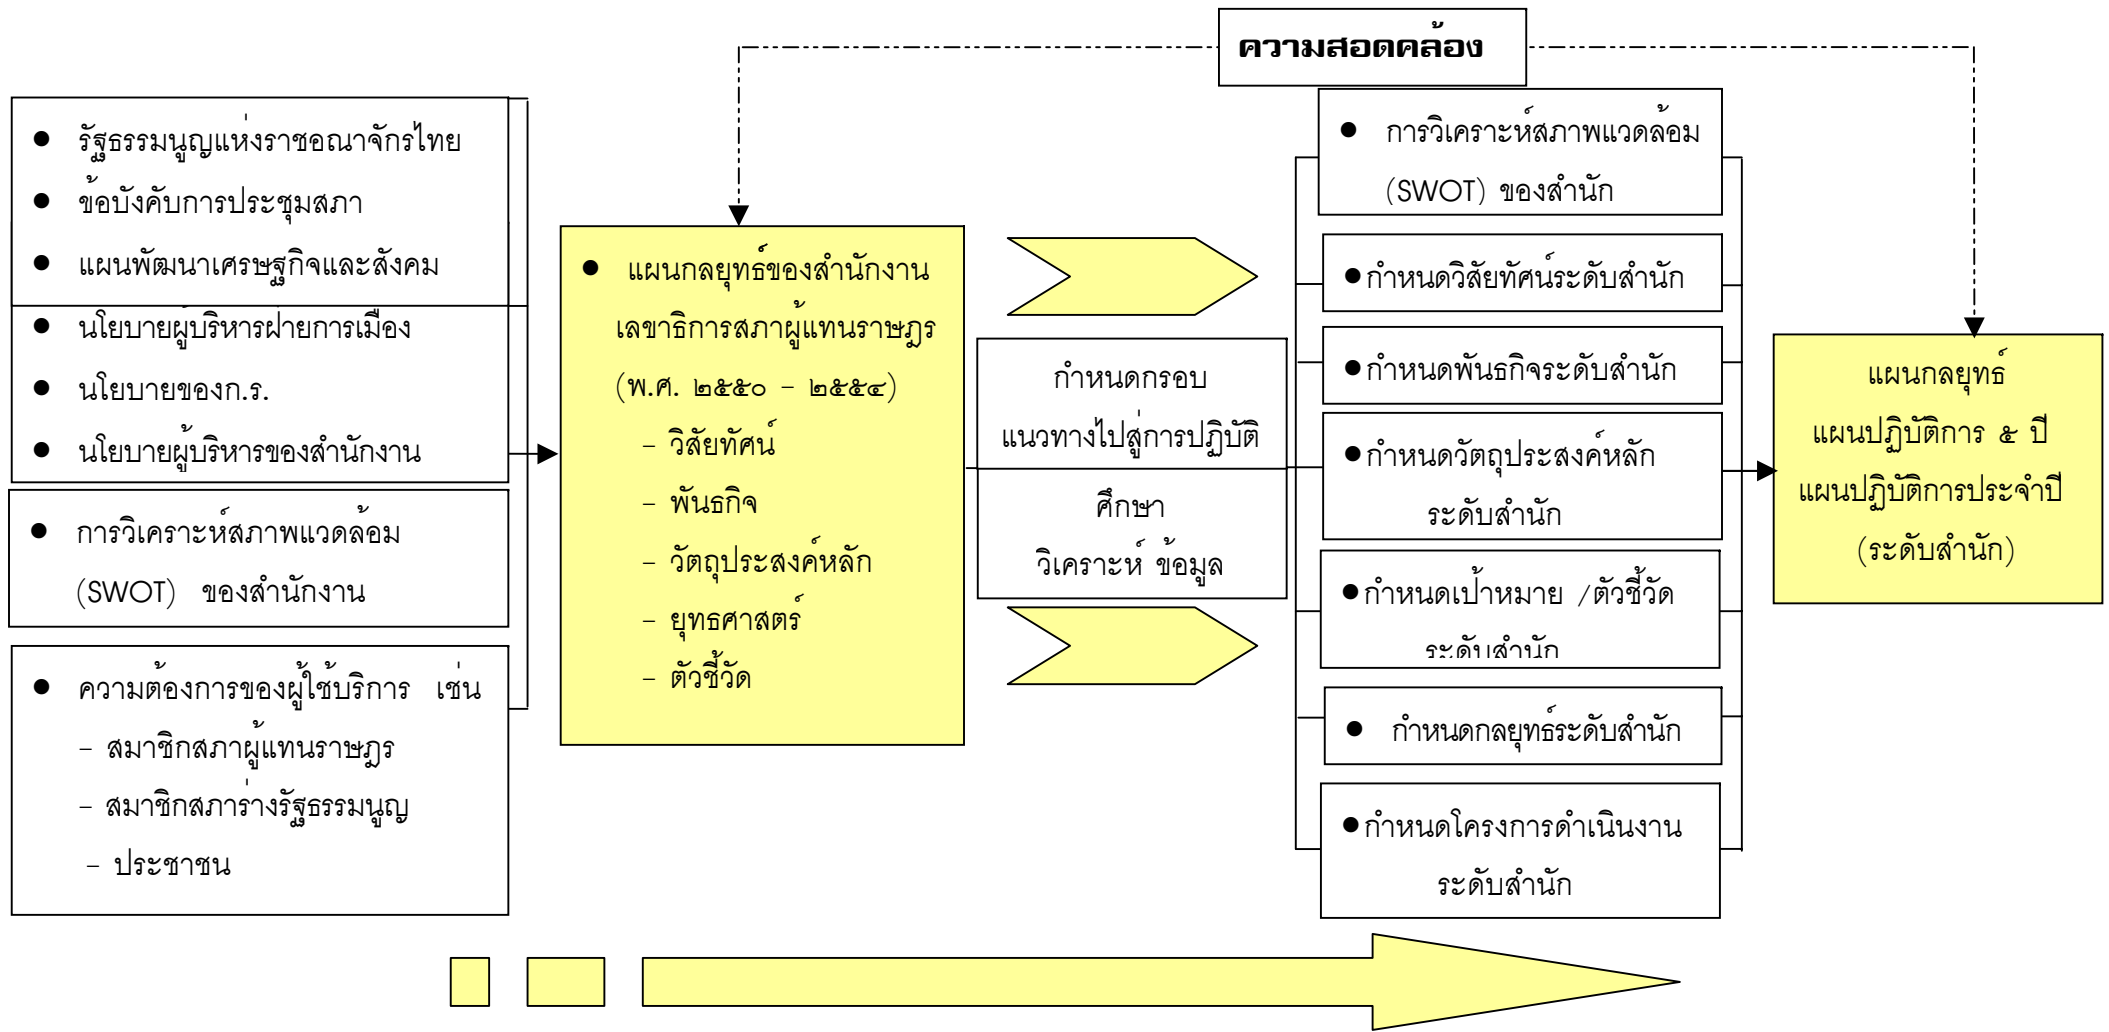 ความสอดคล้อง
● รัฐธรรมนูญแห่งราชอณาจักรไทย
● ข้อบังคับการประชุมสภา
● แผนพัฒนาเศรษฐกิจและสังคม
● นโยบายผู้บริหารฝ่ายการเมือง
● นโยบายของก.ร.
● นโยบายผู้บริหารของสำนักงาน
● การวิเคราะห์สภาพแวดล้อม
(SWOT) ของสำนักงาน
● ความต้องการของผู้ใช้บริการ เช่น
- สมาชิกสภาผู้แทนราษฎร
- สมาชิกสภาร่างรัฐธรรมนูญ
- ประชาชน
● แผนกลยุทธ์ของสำนักงาน
เลขาธิการสภาผู้แทนราษฎร
(พ.ศ. ๒๕๕๐ - ๒๕๕๔)
- วิสัยทัศน์
- พันธกิจ
- วัตถุประสงค์หลัก
- ยุทธศาสตร์
- ตัวชี้วัด
กำหนดกรอบ
แนวทางไปสู่การปฏิบัติ
ศึกษา
วิเคราะห์ ข้อมูล
● การวิเคราะห์สภาพแวดล้อม
(SWOT) ของสำนัก
● กำหนดวิสัยทัศน์ระดับสำนัก
● กำหนดพันธกิจระดับสำนัก
● กำหนดวัตถุประสงค์หลัก
ระดับสำนัก
● กำหนดเป้าหมาย /ตัวชี้วัด
ระดับสำนัก
● กำหนดกลยุทธ์ระดับสำนัก
● กำหนดโครงการดำเนินงาน
ระดับสำนัก
แผนกลยุทธ์
แผนปฏิบัติการ ๕ ปี
แผนปฏิบัติการประจำปี
(ระดับสำนัก)